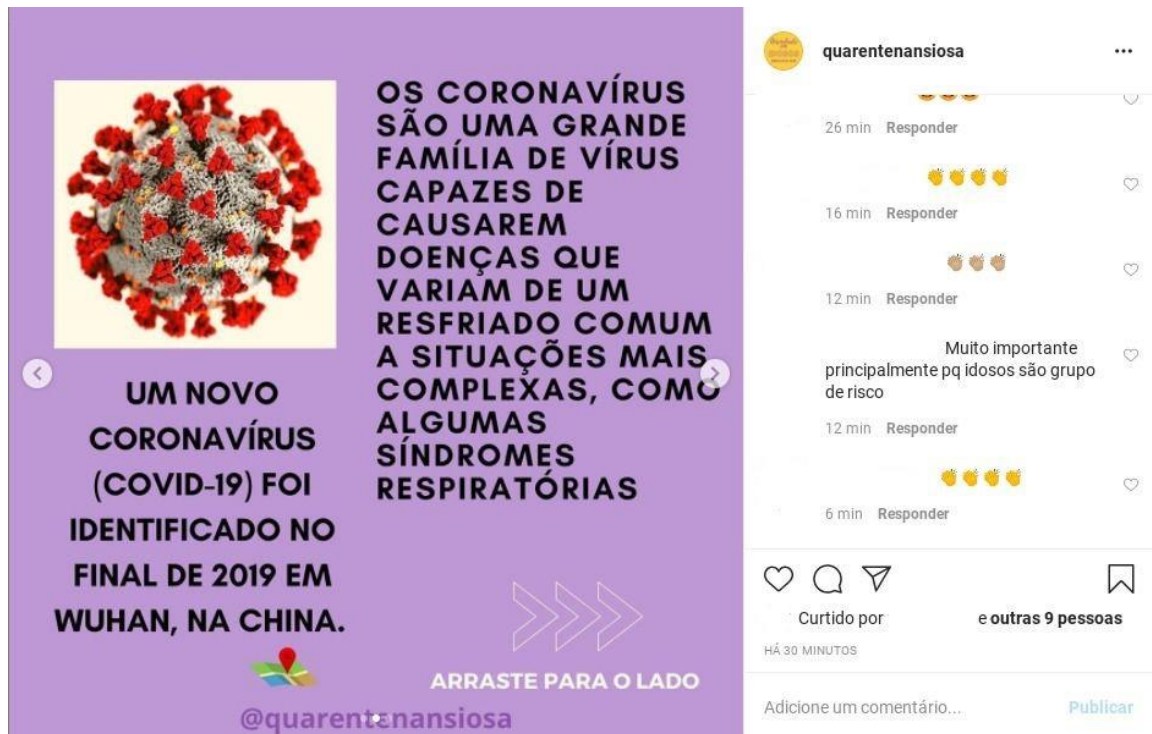 UM NOVO
CORONAVÍRUS
(COVID-19) FOI
IDENTIFICADO NO
FINAL DE 2019 EM
WUHAN, NA CHINA.
OS CORONAVÍRUS
SÃO UMA GRANDE
FAMÍLIA DE VÍRUS
CAPAZES DE
CAUSAREM
DOENÇAS QUE
VARIAM DE UM
RESFRIADO COMUM
A SITUAÇÕES MAIS
COMPLEXAS, COMO
ALGUMAS
SÍNDROMES
RESPIRATÓRIAS
ARRASTE PARA O LADO
@quarentenansiosa
quarentenansiosa
26 min Responder
👏👏👏👏
16 min Responder
👏🏼👏🏼👏🏼
12 min Responder
Muito importante
principalmente pq idosos são grupo
de risco
12 min Responder
👏👏👏👏
6 min Responder
Curtido por e outras 9 pessoas
HÁ 30 MINUTOS
Adicione um comentário... Publicar